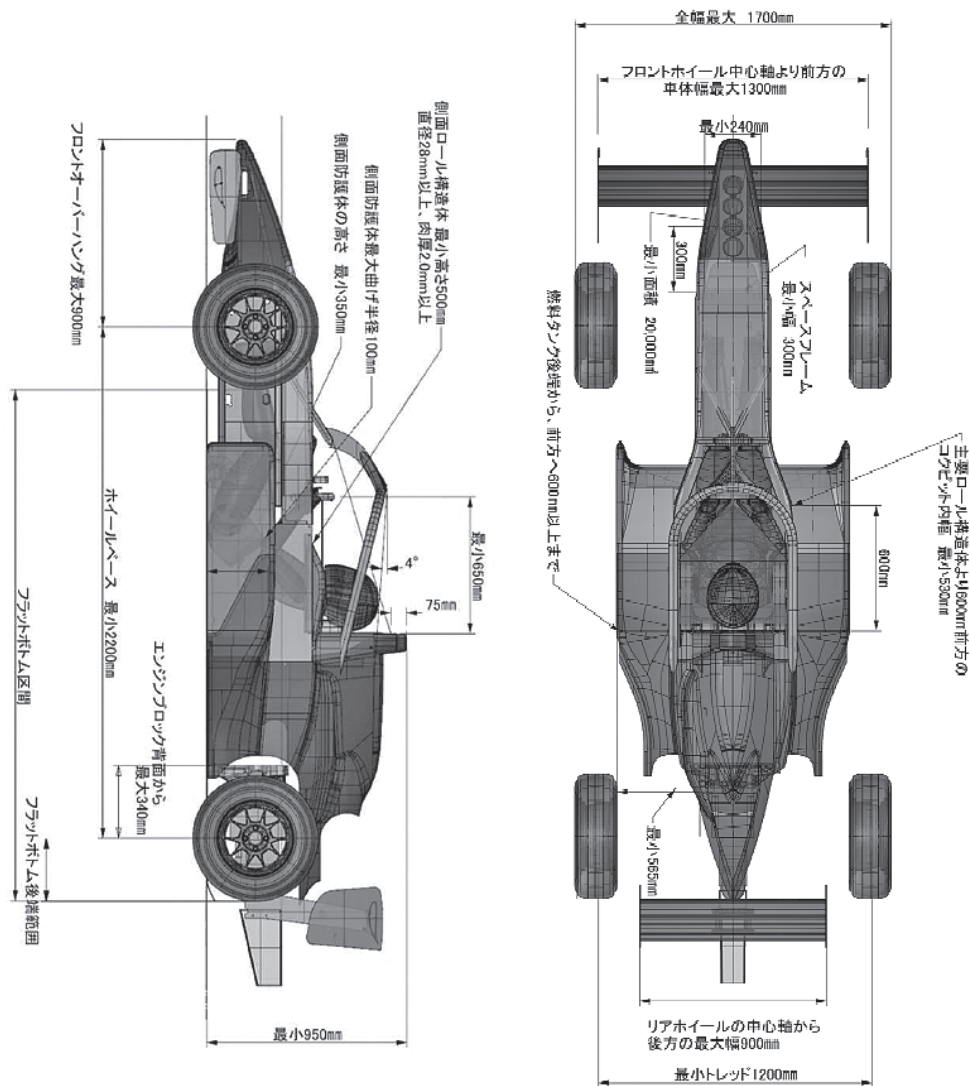 全幅最大 1700mm
フロントホイール中心軸より前方の
車体幅最大1300mm
最小240mm
300mm
最小面積 20,000mm²
スペースフレーム
最小幅 300mm
燃料タンク後端から、前方へ600mm以上まで
主要ロール構造体より600mm前方の
コクピット内幅 最小530mm
600mm
最小565mm
リアホイールの中心軸から
後方の最大幅900mm
最小トレッド1200mm
側面ロール構造体 最小高さ500mm
直径28mm以上、肉厚2.0mm以上
側面防護体最大曲げ半径100mm
側面防護体の高さ 最小350mm
フロントオーバーハング最大900mm
最小650mm
4°
75mm
ホイールベース 最小2200mm
フラットボトム区間
エンジンブロック背面から
最大340mm
フラットボトム後端範囲
最小950mm